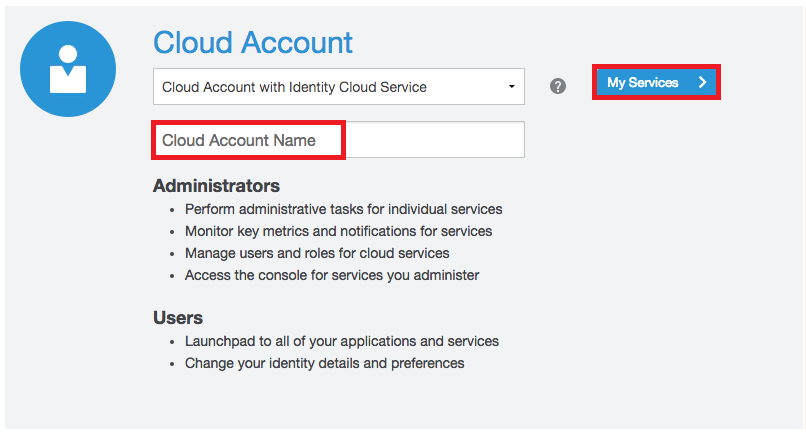 Cloud Account
Cloud Account with Identity Cloud Service
?
My Services
Cloud Account Name
Administrators
• Perform administrative tasks for individual services
• Monitor key metrics and notifications for services
• Manage users and roles for cloud services
• Access the console for services you administer
Users
• Launchpad to all of your applications and services
• Change your identity details and preferences